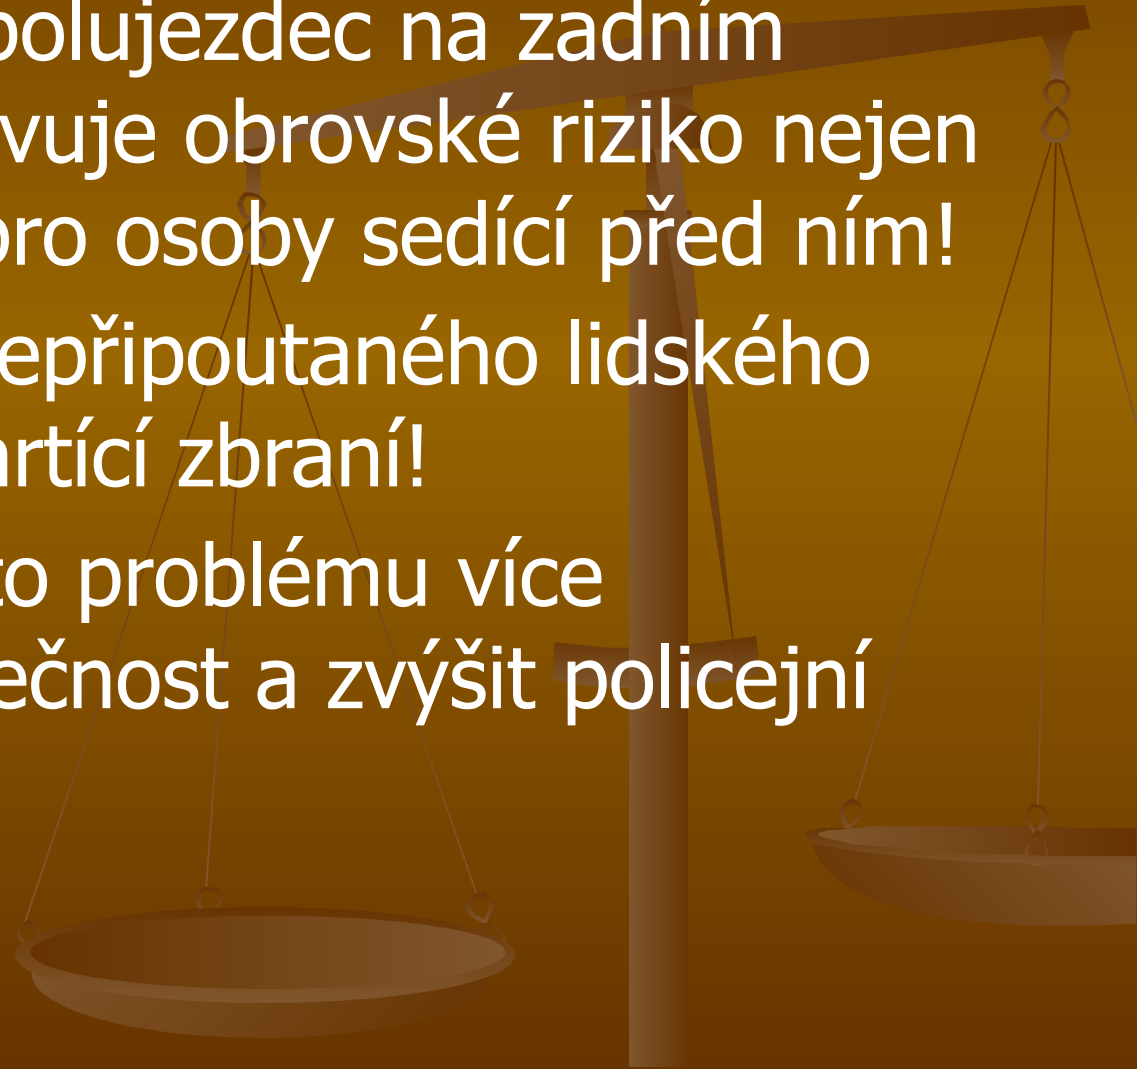 polujezdec na zadním
vuje obrovské riziko nejen
pro osoby sedící před ním!
epřipoutaného lidského
rtící zbraní!
to problému více
ečnost a zvýšit policejní